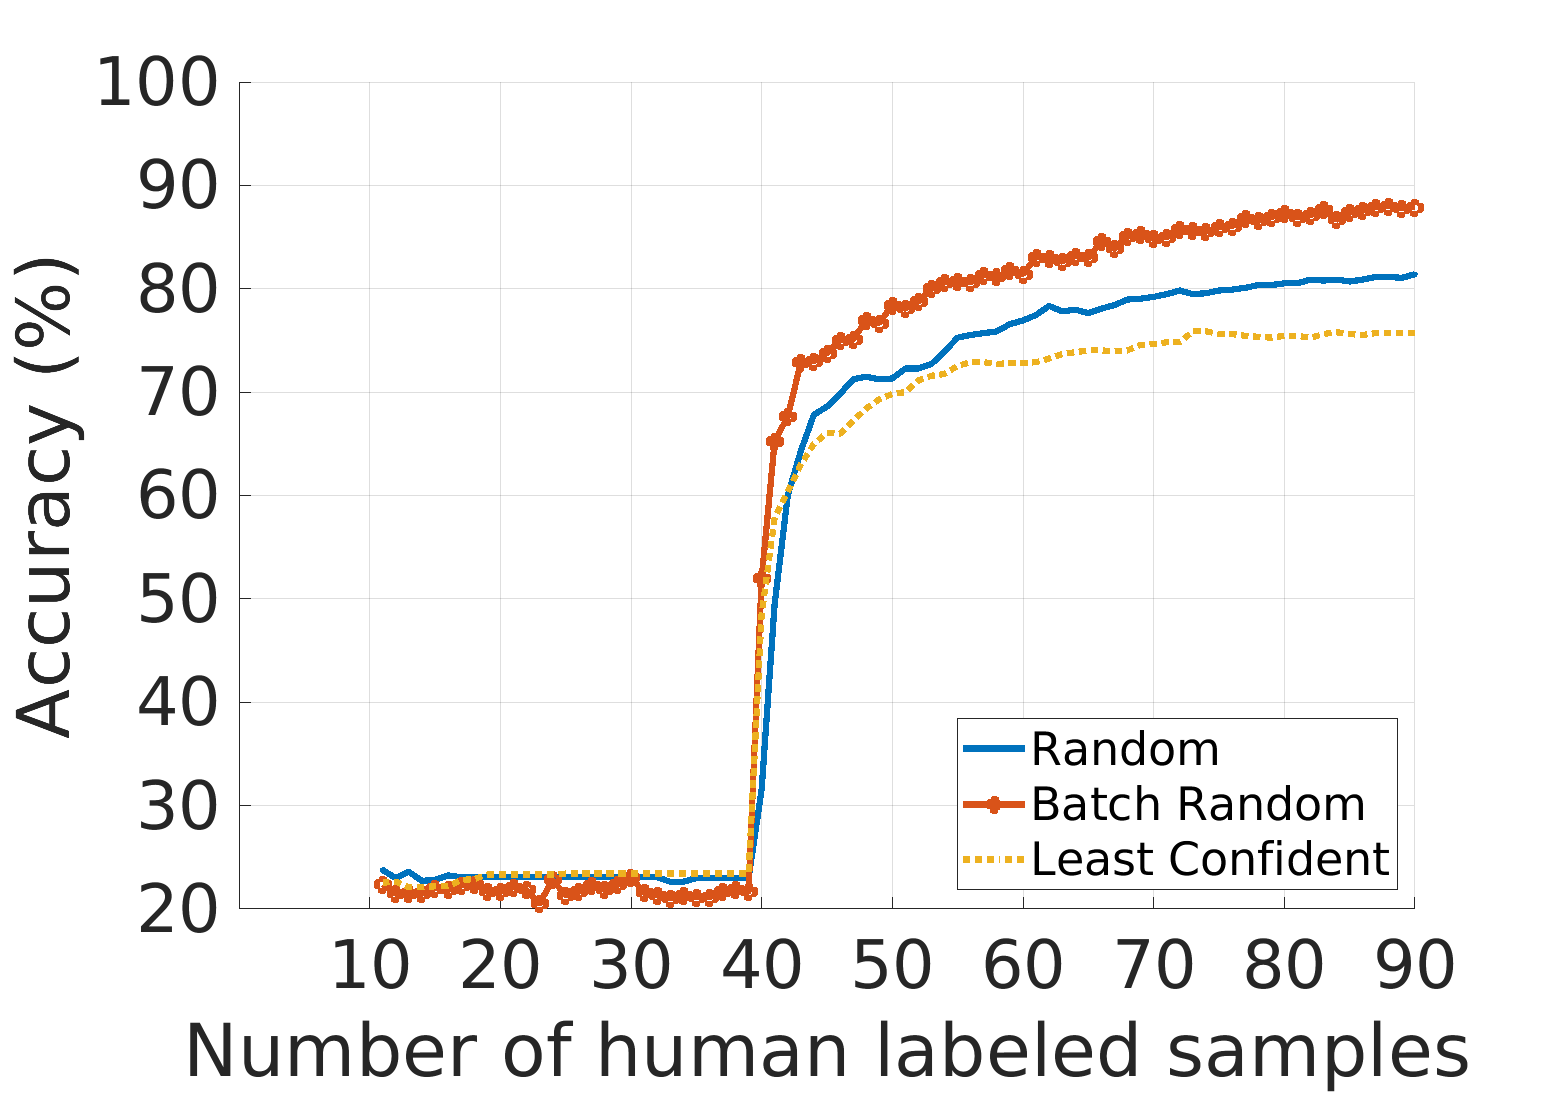 100
90
80
70
60
50
40
30
20
Accuracy (%)
Random
Batch Random
Least Confident
10 20 30 40 50 60 70 80 90
Number of human labeled samples